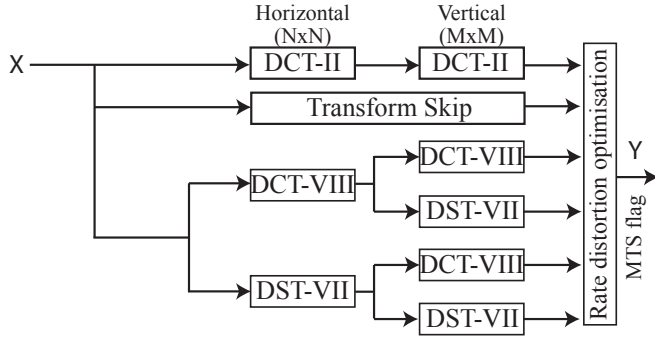 Horizontal
(NxN)
Vertical
(MxM)
X
DCT-II
DCT-II
Transform Skip
DCT-VIII
DCT-VIII
DST-VII
DST-VII
DCT-VIII
DST-VII
Rate distortion optimisation
Y
MTS flag